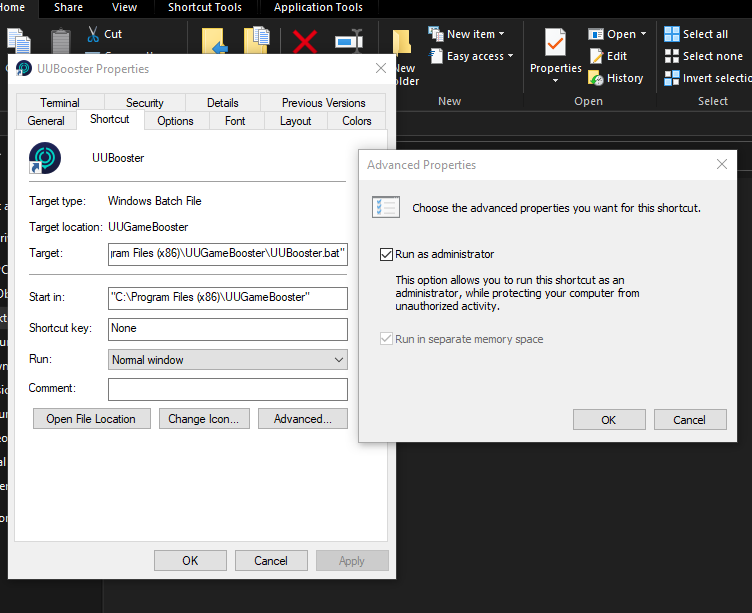 Home Share View Shortcut Tools Application Tools
Cut
New item
Easy access
New
folder
New
Properties
Open
Edit
History
Open
Select all
Select none
Invert selectio
Select
UUBooster Properties
Terminal Security Details Previous Versions
General Shortcut Options Font Layout Colors
UUBooster
Target type: Windows Batch File
Target location: UUGameBooster
Target: gram Files (x86)\UUGameBooster\UUBooster.bat"
Start in: "C:\Program Files (x86)\UUGameBooster"
Shortcut key: None
Run: Normal window
Comment:
Open File Location Change Icon... Advanced...
OK Cancel Apply
Advanced Properties
Choose the advanced properties you want for this shortcut.
Run as administrator
This option allows you to run this shortcut as an
administrator, while protecting your computer from
unauthorized activity.
Run in separate memory space
OK Cancel